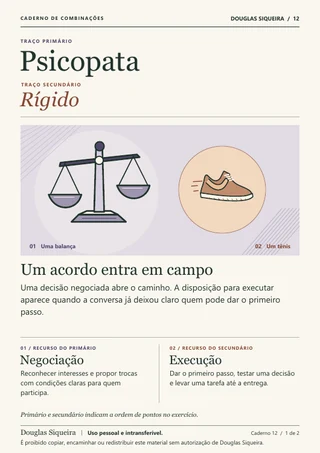 CADERNO DE COMBINAÇÕES
DOUGLAS SIQUEIRA / 12
TRAÇO PRIMÁRIO
Psicopata
TRAÇO SECUNDÁRIO
Rígido
01 Uma balança
02 Um tênis
Um acordo entra em campo
Uma decisão negociada abre o caminho. A disposição para executar
aparece quando a conversa já deixou claro quem pode dar o primeiro
passo.
01 / RECURSO DO PRIMÁRIO
Negociação
Reconhecer interesses e propor trocas
com condições claras para quem
participa.
02 / RECURSO DO SECUNDÁRIO
Execução
Dar o primeiro passo, testar uma decisão
e levar uma tarefa até a entrega.
Primário e secundário indicam a ordem de pontos no exercício.
Douglas Siqueira | Uso pessoal e intransferível.
Caderno 12 / 1 de 2
É proibido copiar, encaminhar ou redistribuir este material sem autorização de Douglas Siqueira.